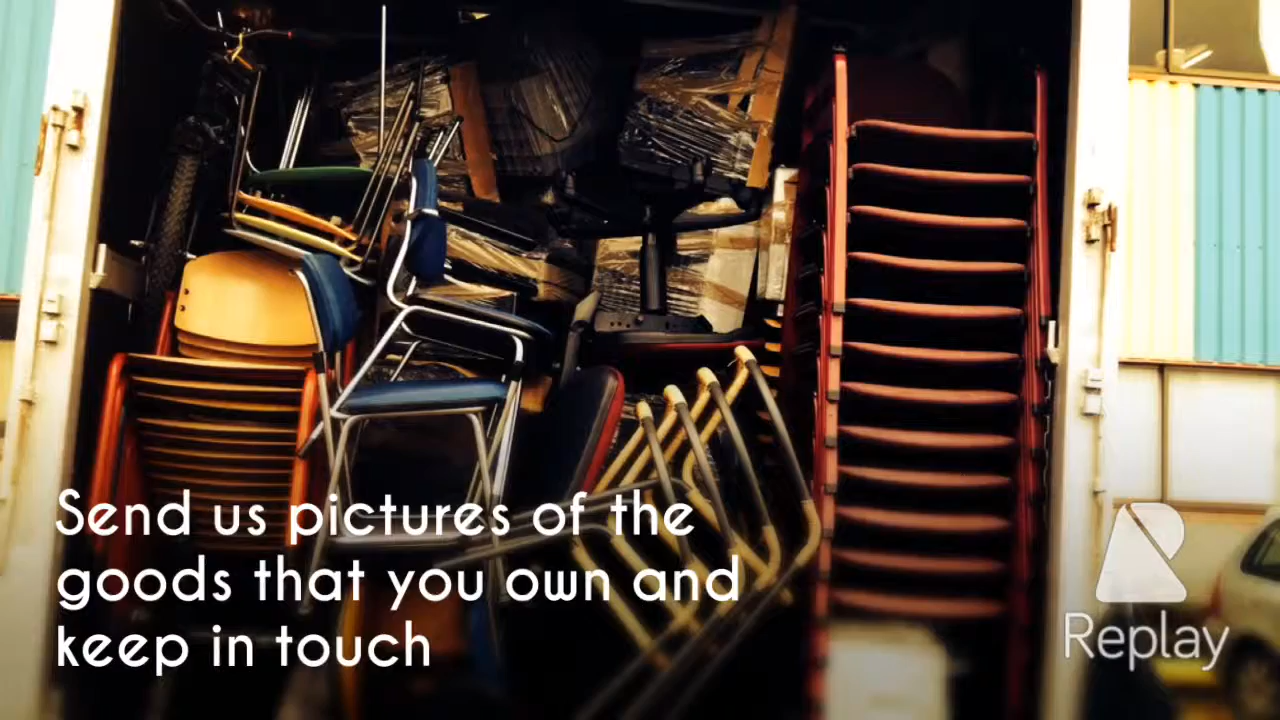 Send us pictures of the
goods that you own and
keep in touch
Replay